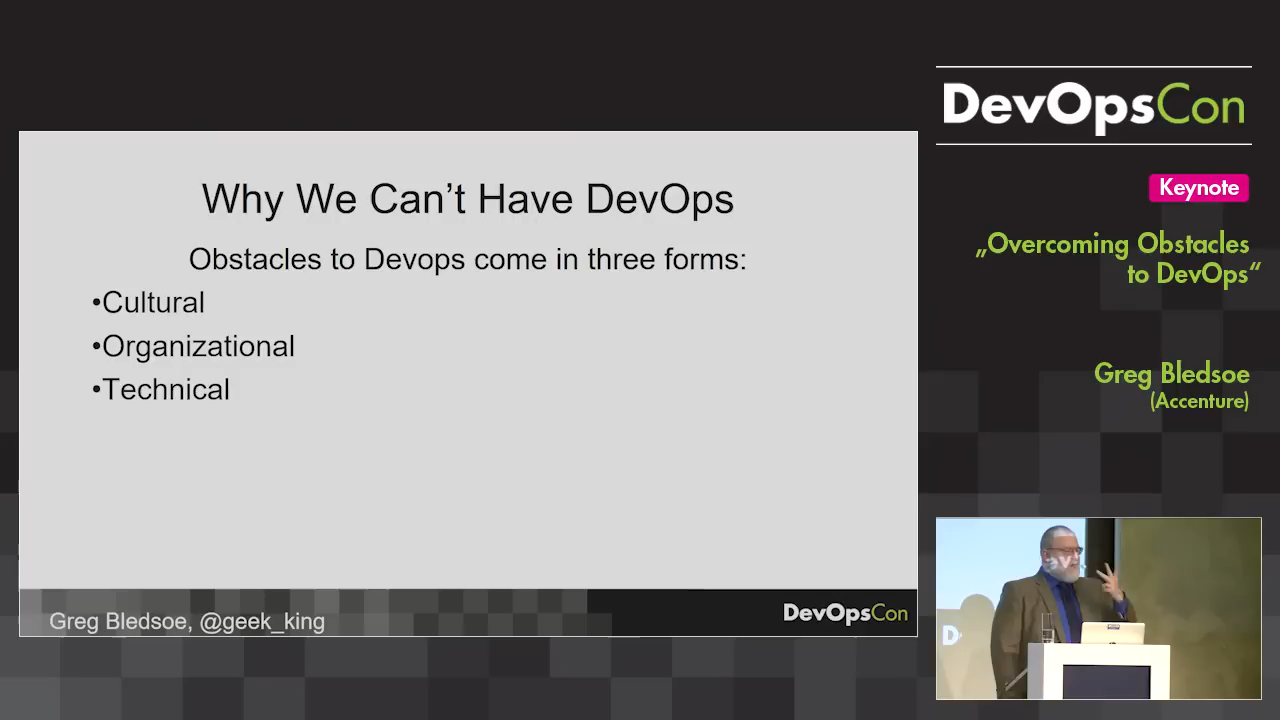 Why We Can’t Have DevOps
Obstacles to Devops come in three forms:
•Cultural
•Organizational
•Technical
Greg Bledsoe, @geek_king
DevOpsCon
DevOpsCon
Keynote
„Overcoming Obstacles
to DevOps“
Greg Bledsoe
(Accenture)
D